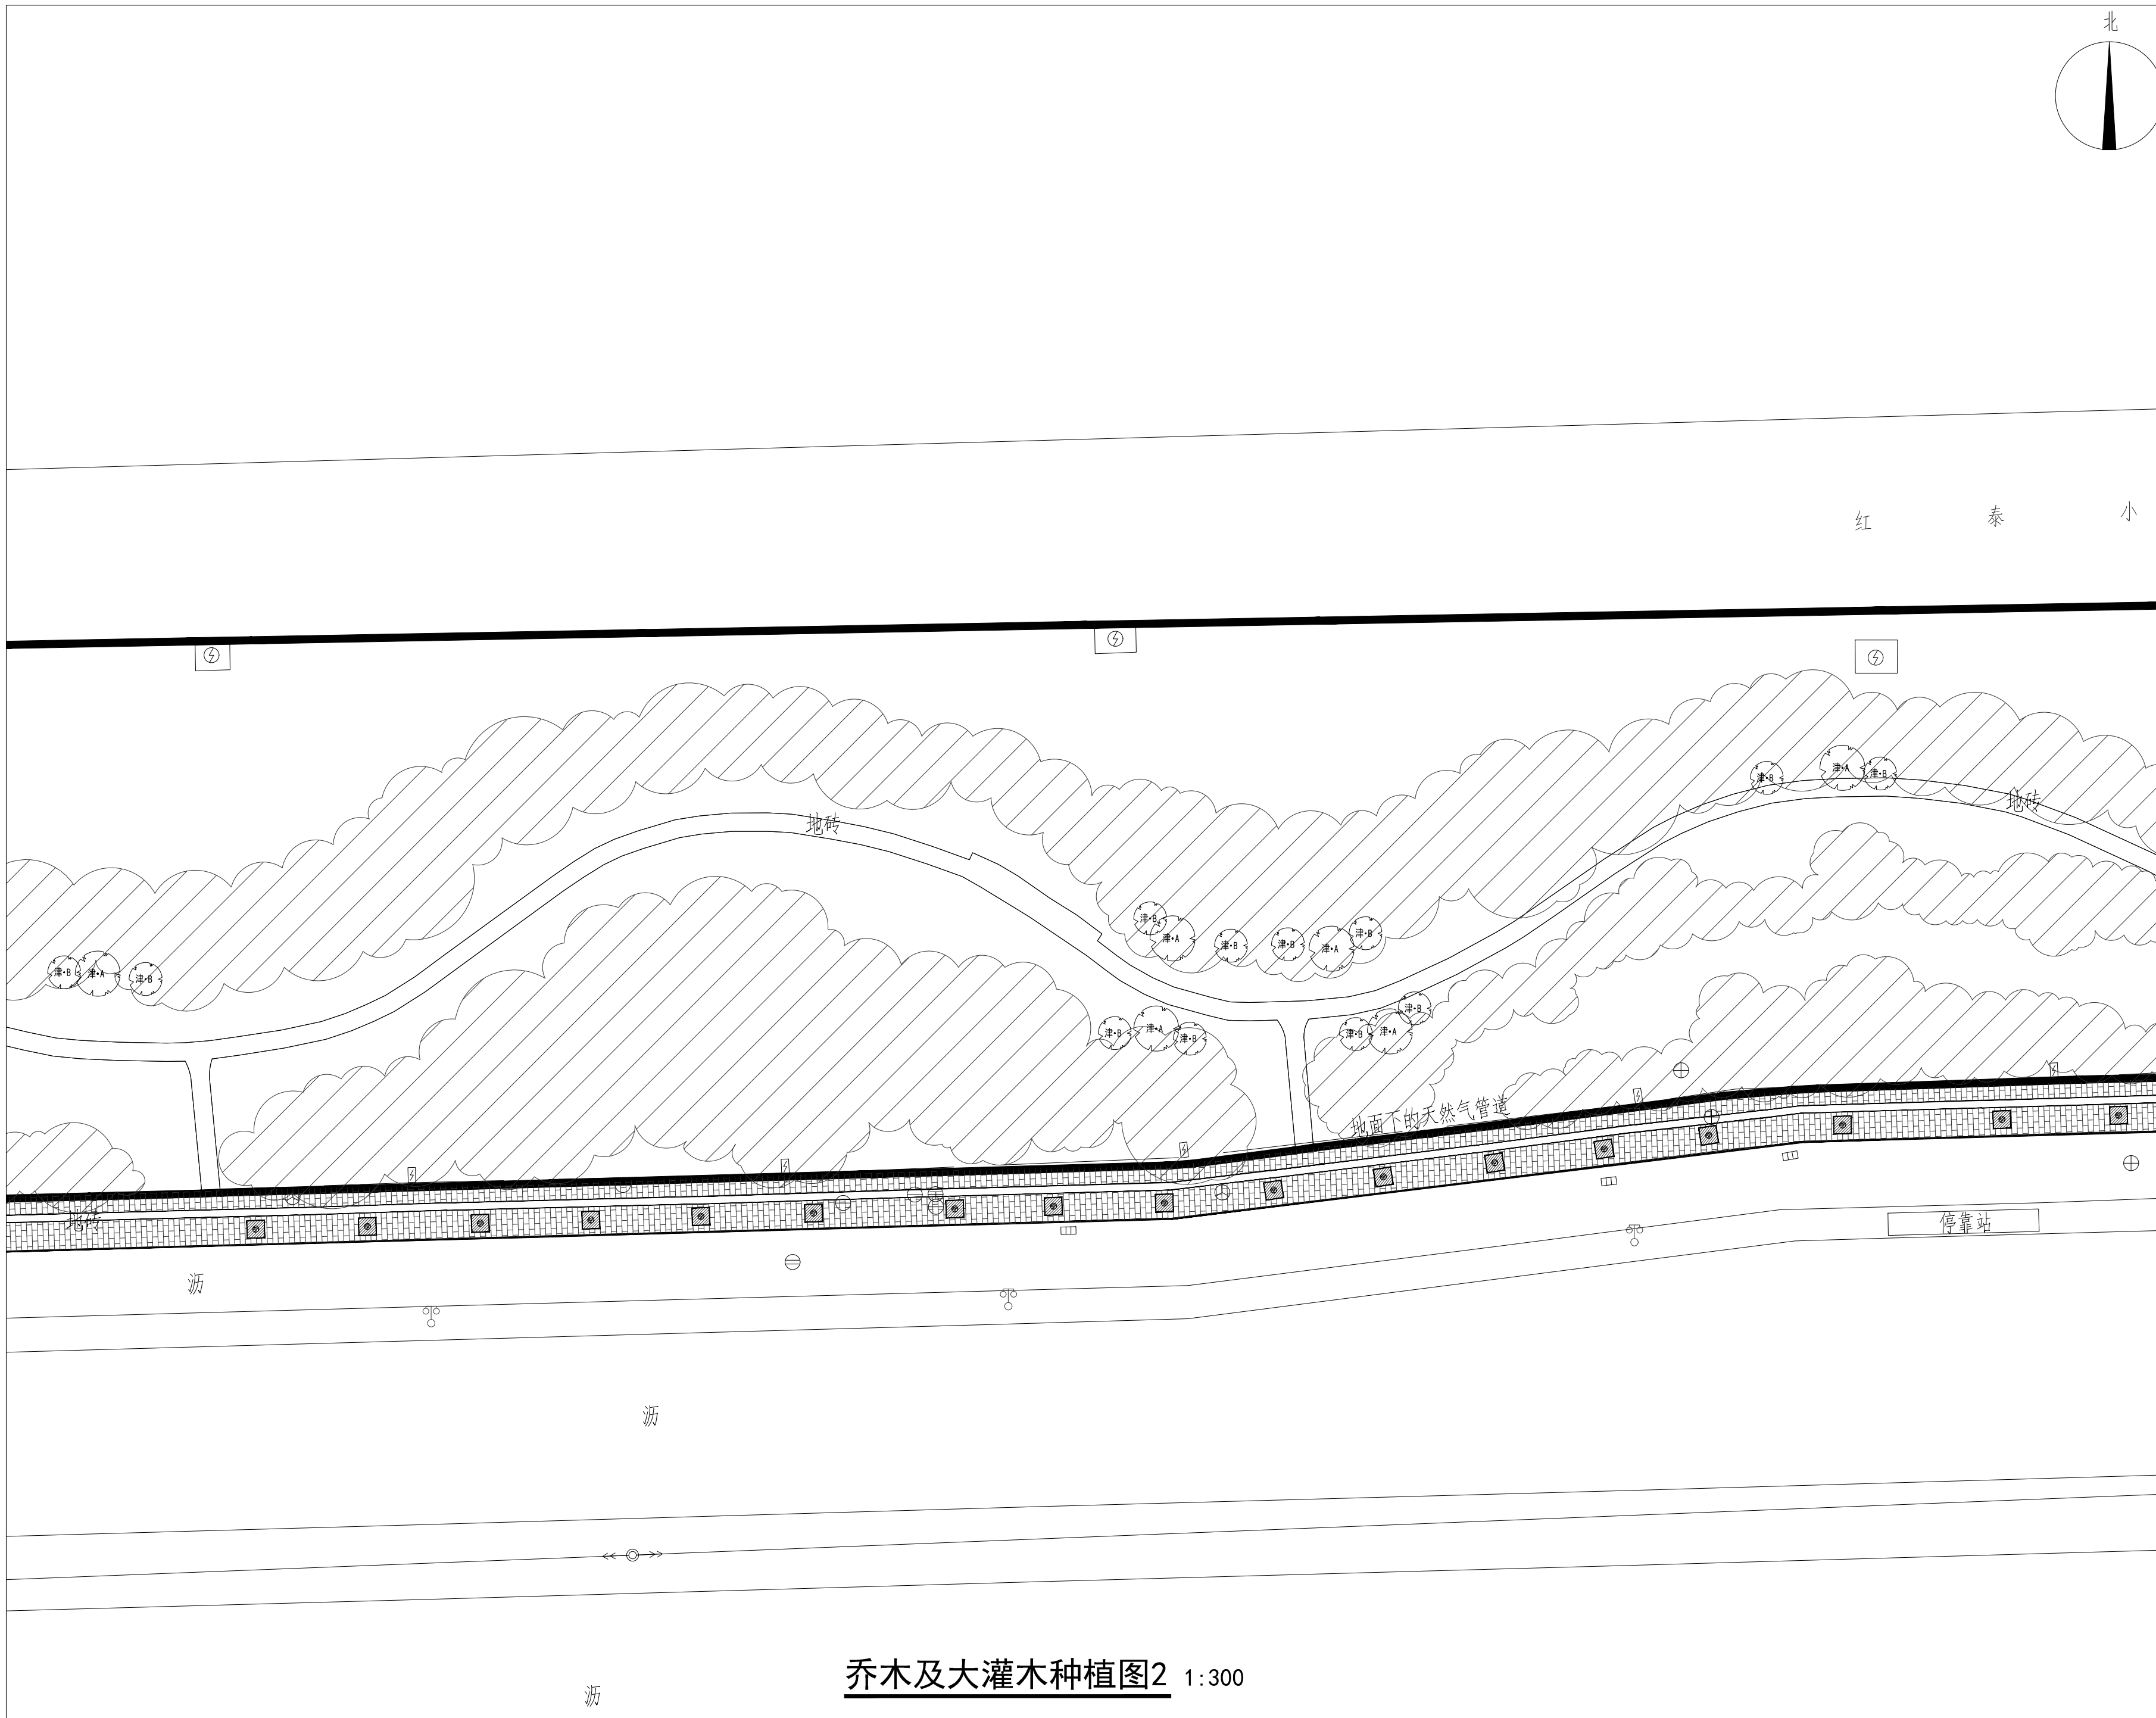 北
红 泰 小
津·B
津·A
津·B
地砖
地砖
津·B
津·A
津·B
津·B
津·A
津·B
津·B
津·A
津·B
津·B
津·A
津·B
津·B
津·A
津·B
地面下的天然气管道
地砖
停靠站
沥
沥
乔木及大灌木种植图2 1:300
沥